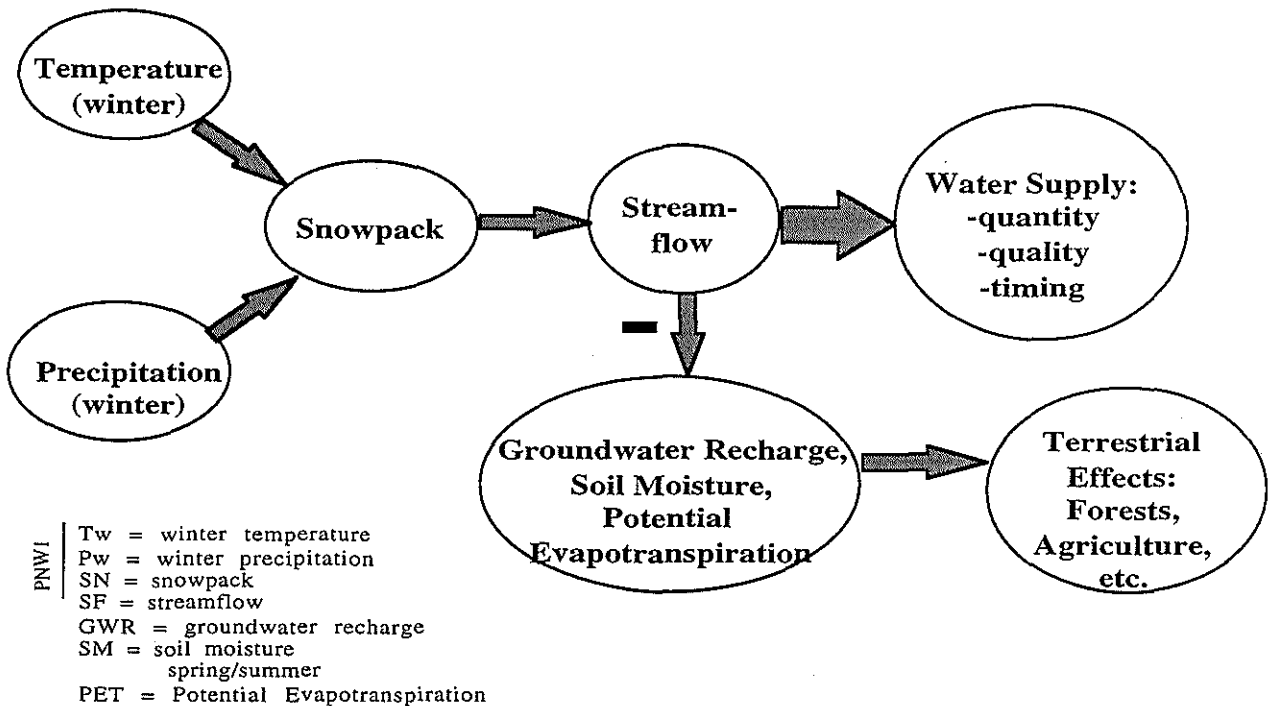 Temperature
(winter)
Precipitation
(winter)
Snowpack
Stream-
flow
Water Supply:
-quantity
-quality
-timing
Groundwater Recharge,
Soil Moisture,
Potential
Evapotranspiration
Terrestrial
Effects:
Forests,
Agriculture,
etc.
PNWI
Tw = winter temperature
Pw = winter precipitation
SN = snowpack
SF = streamflow
GWR = groundwater recharge
SM = soil moisture
spring/summer
PET = Potential Evapotranspiration